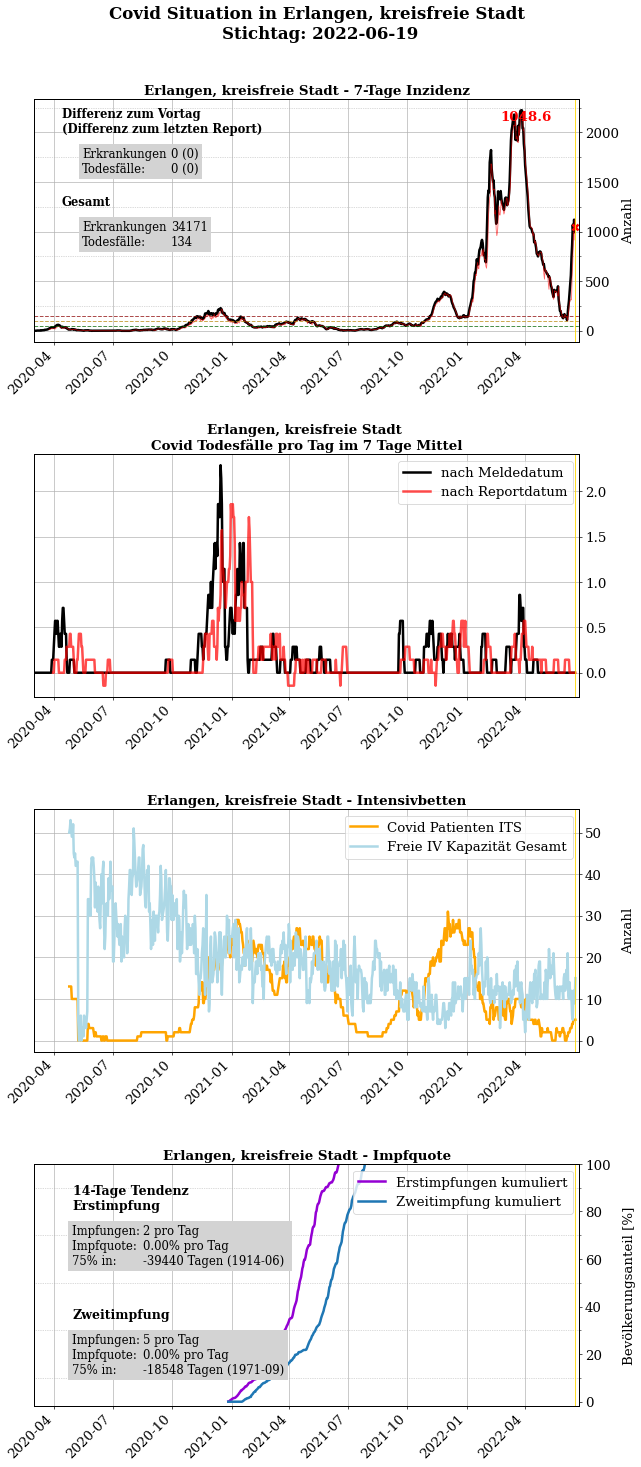 Covid Situation in Erlangen, kreisfreie Stadt
Stichtag: 2022-06-19
Erlangen, kreisfreie Stadt - 7-Tage Inzidenz
Differenz zum Vortag
(Differenz zum letzten Report)
Erkrankungen 0 (0)
Todesfälle: 0 (0)
Gesamt
Erkrankungen 34171
Todesfälle: 134
1048.6
2000
1500
1000
500
0
Anzahl
2020-04
2020-07
2020-10
2021-01
2021-04
2021-07
2021-10
2022-01
2022-04
Erlangen, kreisfreie Stadt
Covid Todesfälle pro Tag im 7 Tage Mittel
nach Meldedatum
nach Reportdatum
2.0
1.5
1.0
0.5
0.0
2020-04
2020-07
2020-10
2021-01
2021-04
2021-07
2021-10
2022-01
2022-04
Erlangen, kreisfreie Stadt - Intensivbetten
Covid Patienten ITS
Freie IV Kapazität Gesamt
50
40
30
20
10
0
Anzahl
2020-04
2020-07
2020-10
2021-01
2021-04
2021-07
2021-10
2022-01
2022-04
Erlangen, kreisfreie Stadt - Impfquote
14-Tage Tendenz
Erstimpfung
Impfungen: 2 pro Tag
Impfquote: 0.00% pro Tag
75% in: -39440 Tagen (1914-06)
Zweitimpfung
Impfungen: 5 pro Tag
Impfquote: 0.00% pro Tag
75% in: -18548 Tagen (1971-09)
Erstimpfungen kumuliert
Zweitimpfung kumuliert
100
80
60
40
20
0
Bevölkerungsanteil [%]
2020-04
2020-07
2020-10
2021-01
2021-04
2021-07
2021-10
2022-01
2022-04